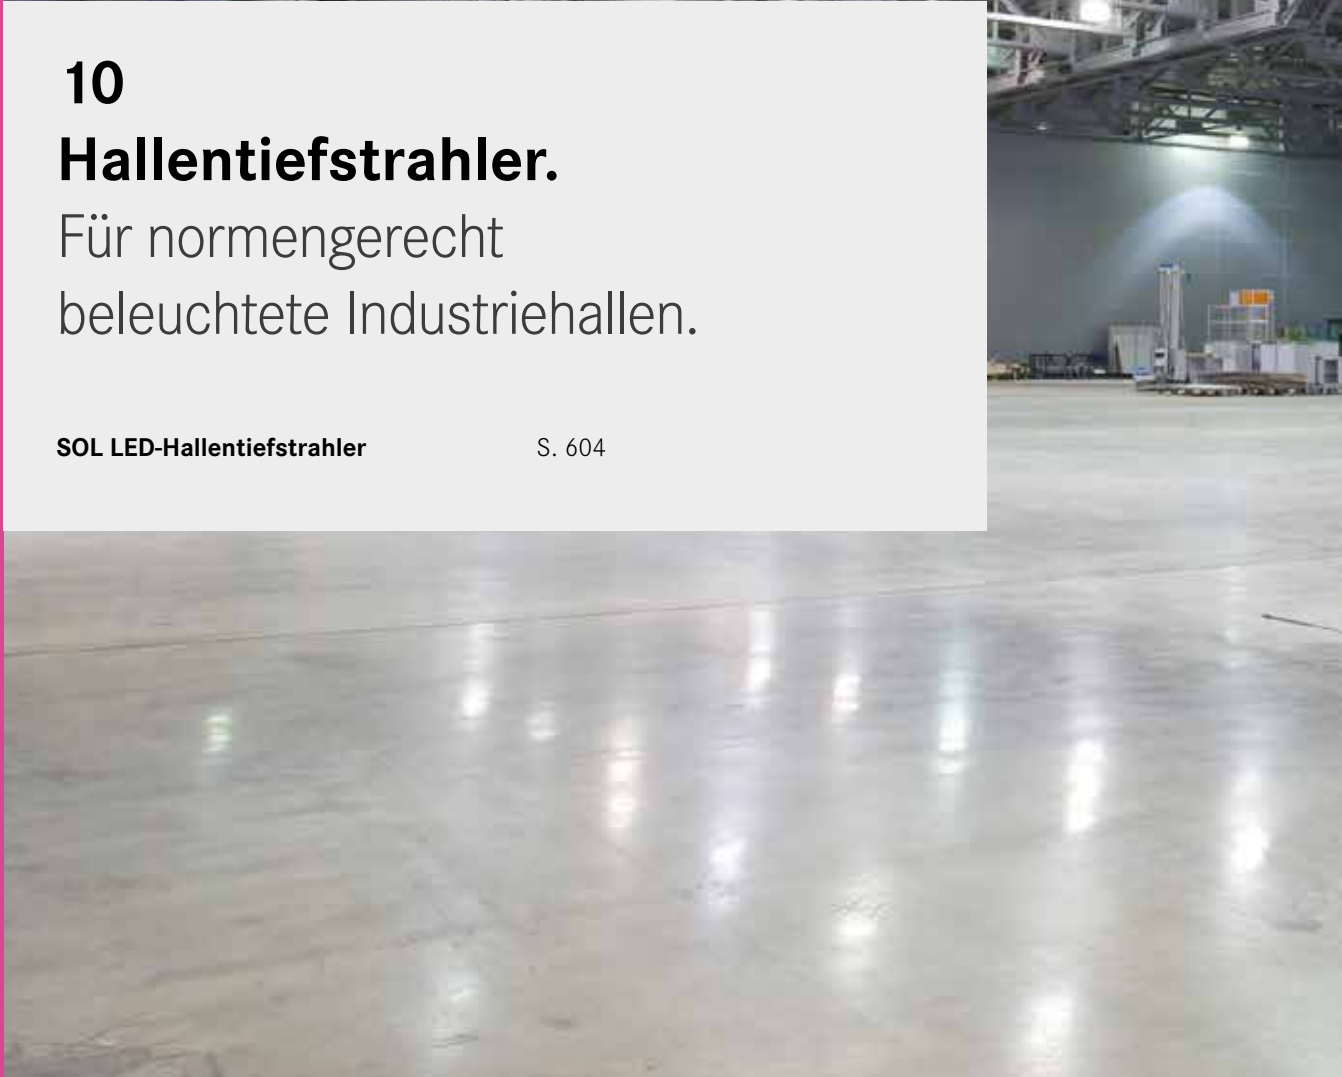 10
Hallentiefstrahler.
Für normengerecht
beleuchtete Industriehallen.
SOL LED-Hallentiefstrahler S. 604